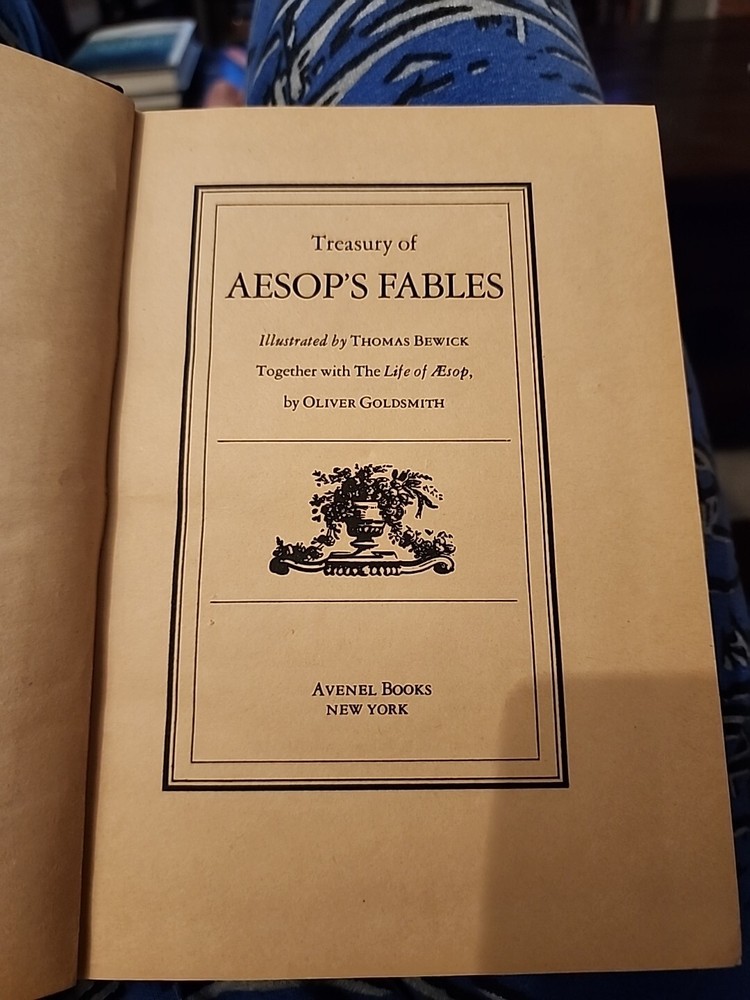 Treasury of
AESOP'S FABLES
Illustrated by THOMAS BEWICK
Together with The Life of Æsop,
by OLIVER GOLDSMITH
AVENEL BOOKS
NEW YORK